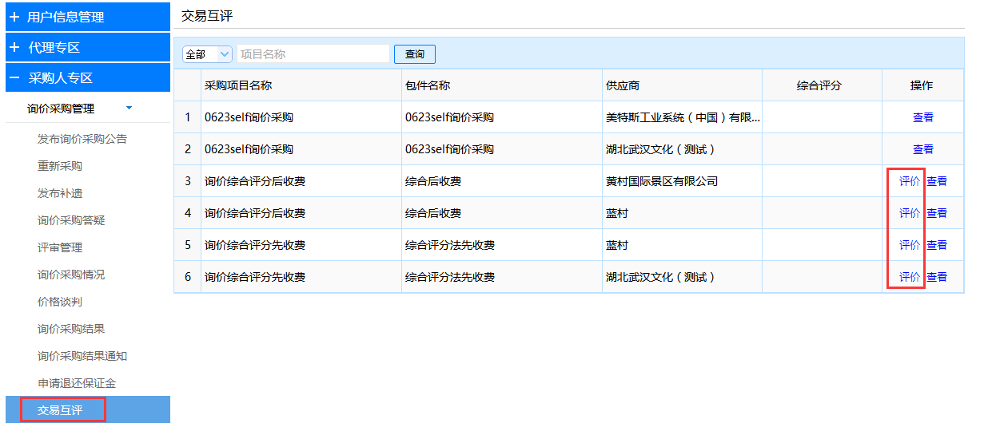 用户信息管理
代理专区
采购人专区
询价采购管理
发布询价采购公告
重新采购
发布补遗
询价采购答疑
评审管理
询价采购情况
价格谈判
询价采购结果
询价采购结果通知
申请退还保证金
交易互评
交易互评
全部 项目名称 查询
采购项目名称 包件名称 供应商 综合评分 操作
1 0623self询价采购 0623self询价采购 美特斯工业系统（中国）有限... 查看
2 0623self询价采购 0623self询价采购 湖北武汉文化（测试） 查看
3 询价综合评分后收费 综合后收费 黄村国际景区有限公司 评价 查看
4 询价综合评分后收费 综合后收费 蓝村 评价 查看
5 询价综合评分先收费 综合评分法先收费 蓝村 评价 查看
6 询价综合评分先收费 综合评分法先收费 湖北武汉文化（测试） 评价 查看